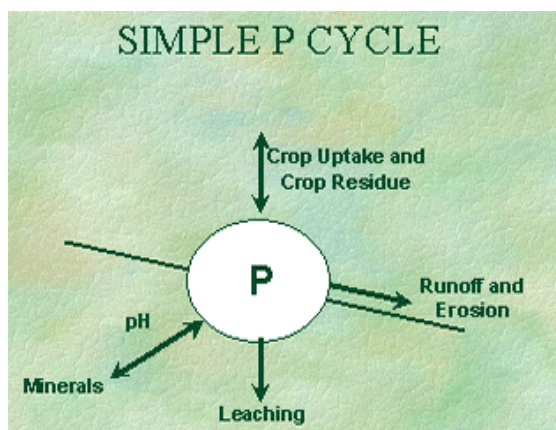 SIMPLE P CYCLE
Crop Uptake and
Crop Residue
P
Runoff and
Erosion
pH
Minerals
Leaching